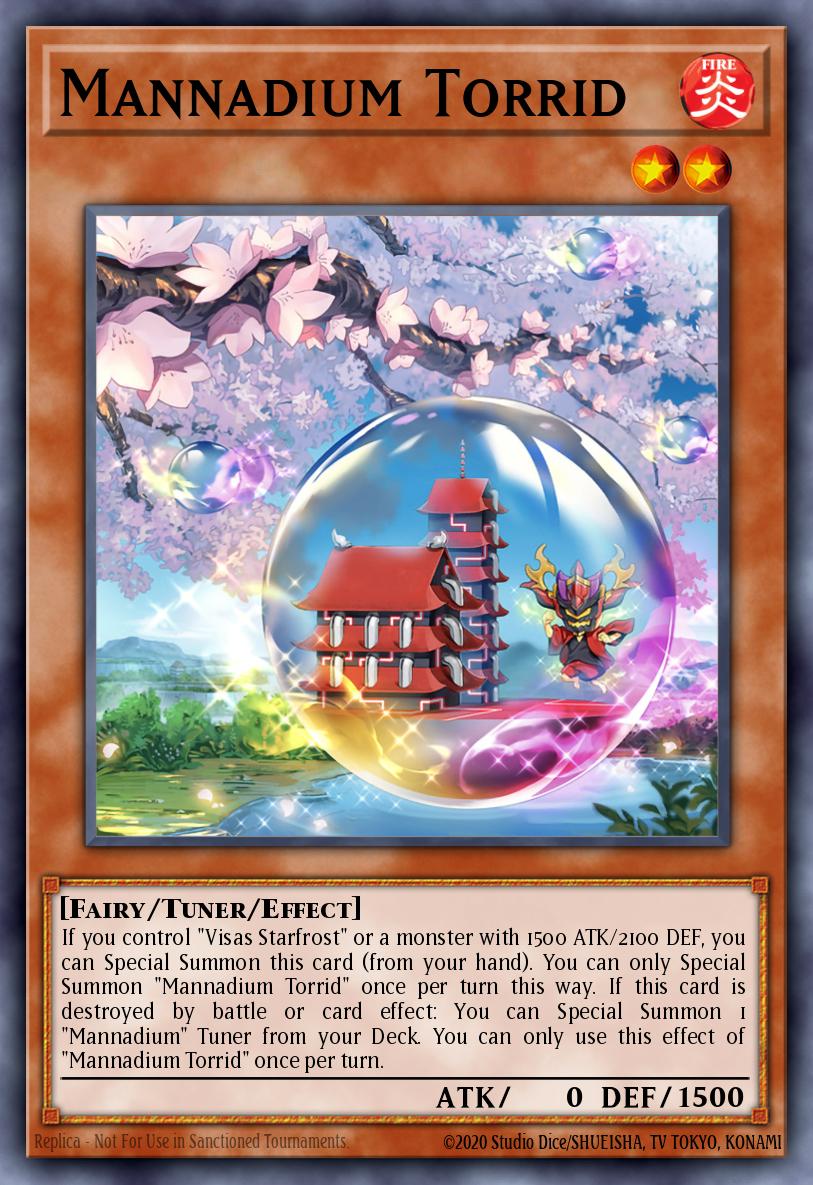 Mannadium Torrid
FIRE
炎
[Fairy/Tuner/Effect]
If you control "Visas Starfrost" or a monster with 1500 ATK/2100 DEF, you
can Special Summon this card (from your hand). You can only Special
Summon "Mannadium Torrid" once per turn this way. If this card is
destroyed by battle or card effect: You can Special Summon 1
"Mannadium" Tuner from your Deck. You can only use this effect of
"Mannadium Torrid" once per turn.
ATK/ 0 DEF/1500
Replica - Not For Use in Sanctioned Tournaments.
©2020 Studio Dice/SHUEISHA, TV TOKYO, KONAMI